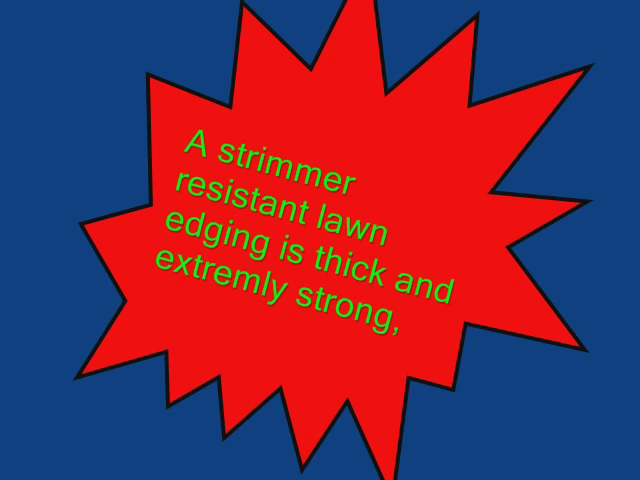 A strimmer
resistant lawn
edging is thick and
extremly strong,